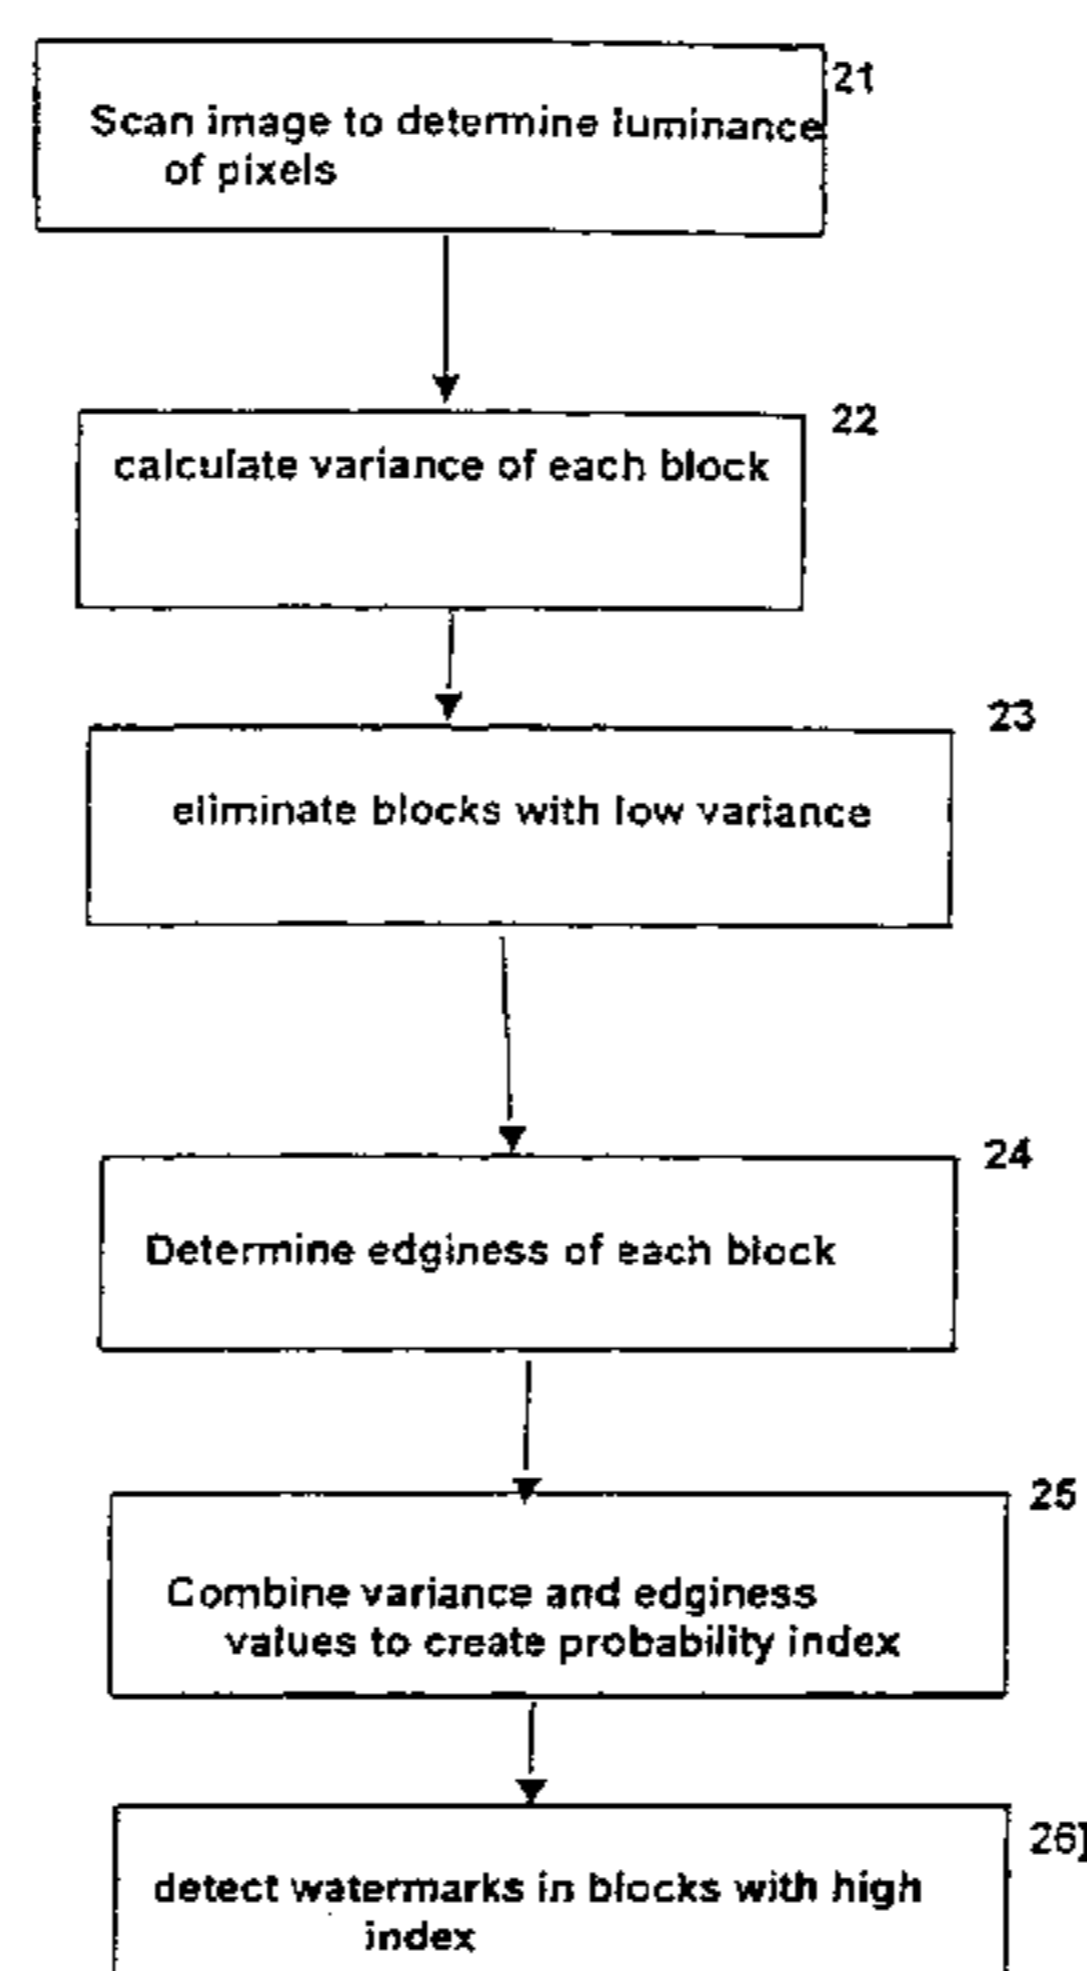 21
Scan image to determine luminance
of pixels
22
calculate variance of each block
23
eliminate blocks with low variance
24
Determine edginess of each block
25
Combine variance and edginess
values to create probability index
26]
detect watermarks in blocks with high
index